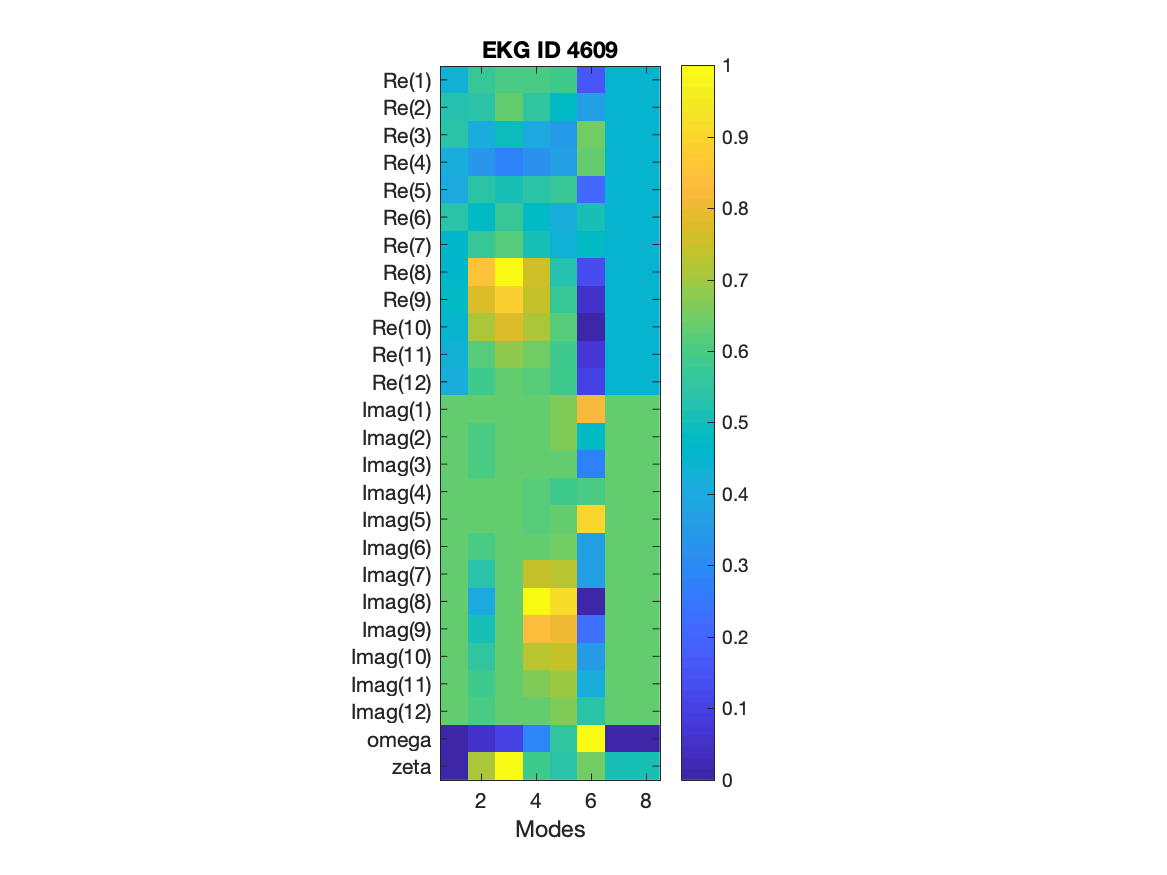 EKG ID 4609
Re(1)
Re(2)
Re(3)
Re(4)
Re(5)
Re(6)
Re(7)
Re(8)
Re(9)
Re(10)
Re(11)
Re(12)
Imag(1)
Imag(2)
Imag(3)
Imag(4)
Imag(5)
Imag(6)
Imag(7)
Imag(8)
Imag(9)
Imag(10)
Imag(11)
Imag(12)
omega
zeta
2 4 6 8
Modes
1
0.9
0.8
0.7
0.6
0.5
0.4
0.3
0.2
0.1
0